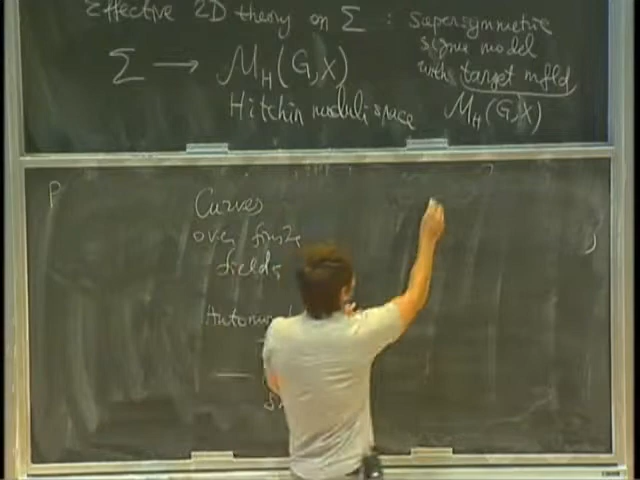 Effective 2D theory on Σ : supersymmetric
sigma model
with target mfld
M_H(G,X)
Σ → M_H(G,X)
Hitchin moduli space
P
Curves
over finite
fields